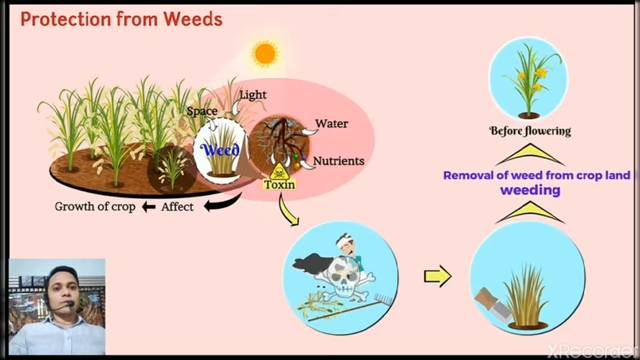 Protection from Weeds
Light
Space
Water
Weed
Nutrients
Toxin
Growth of crop
Affect
Before flowering
Removal of weed from crop land
weeding
XRecorder